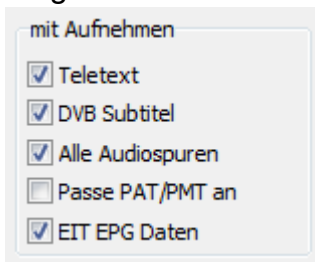 mit Aufnehmen
Teletext
DVB Subtitel
Alle Audiospuren
Passe PAT/PMT an
EIT EPG Daten